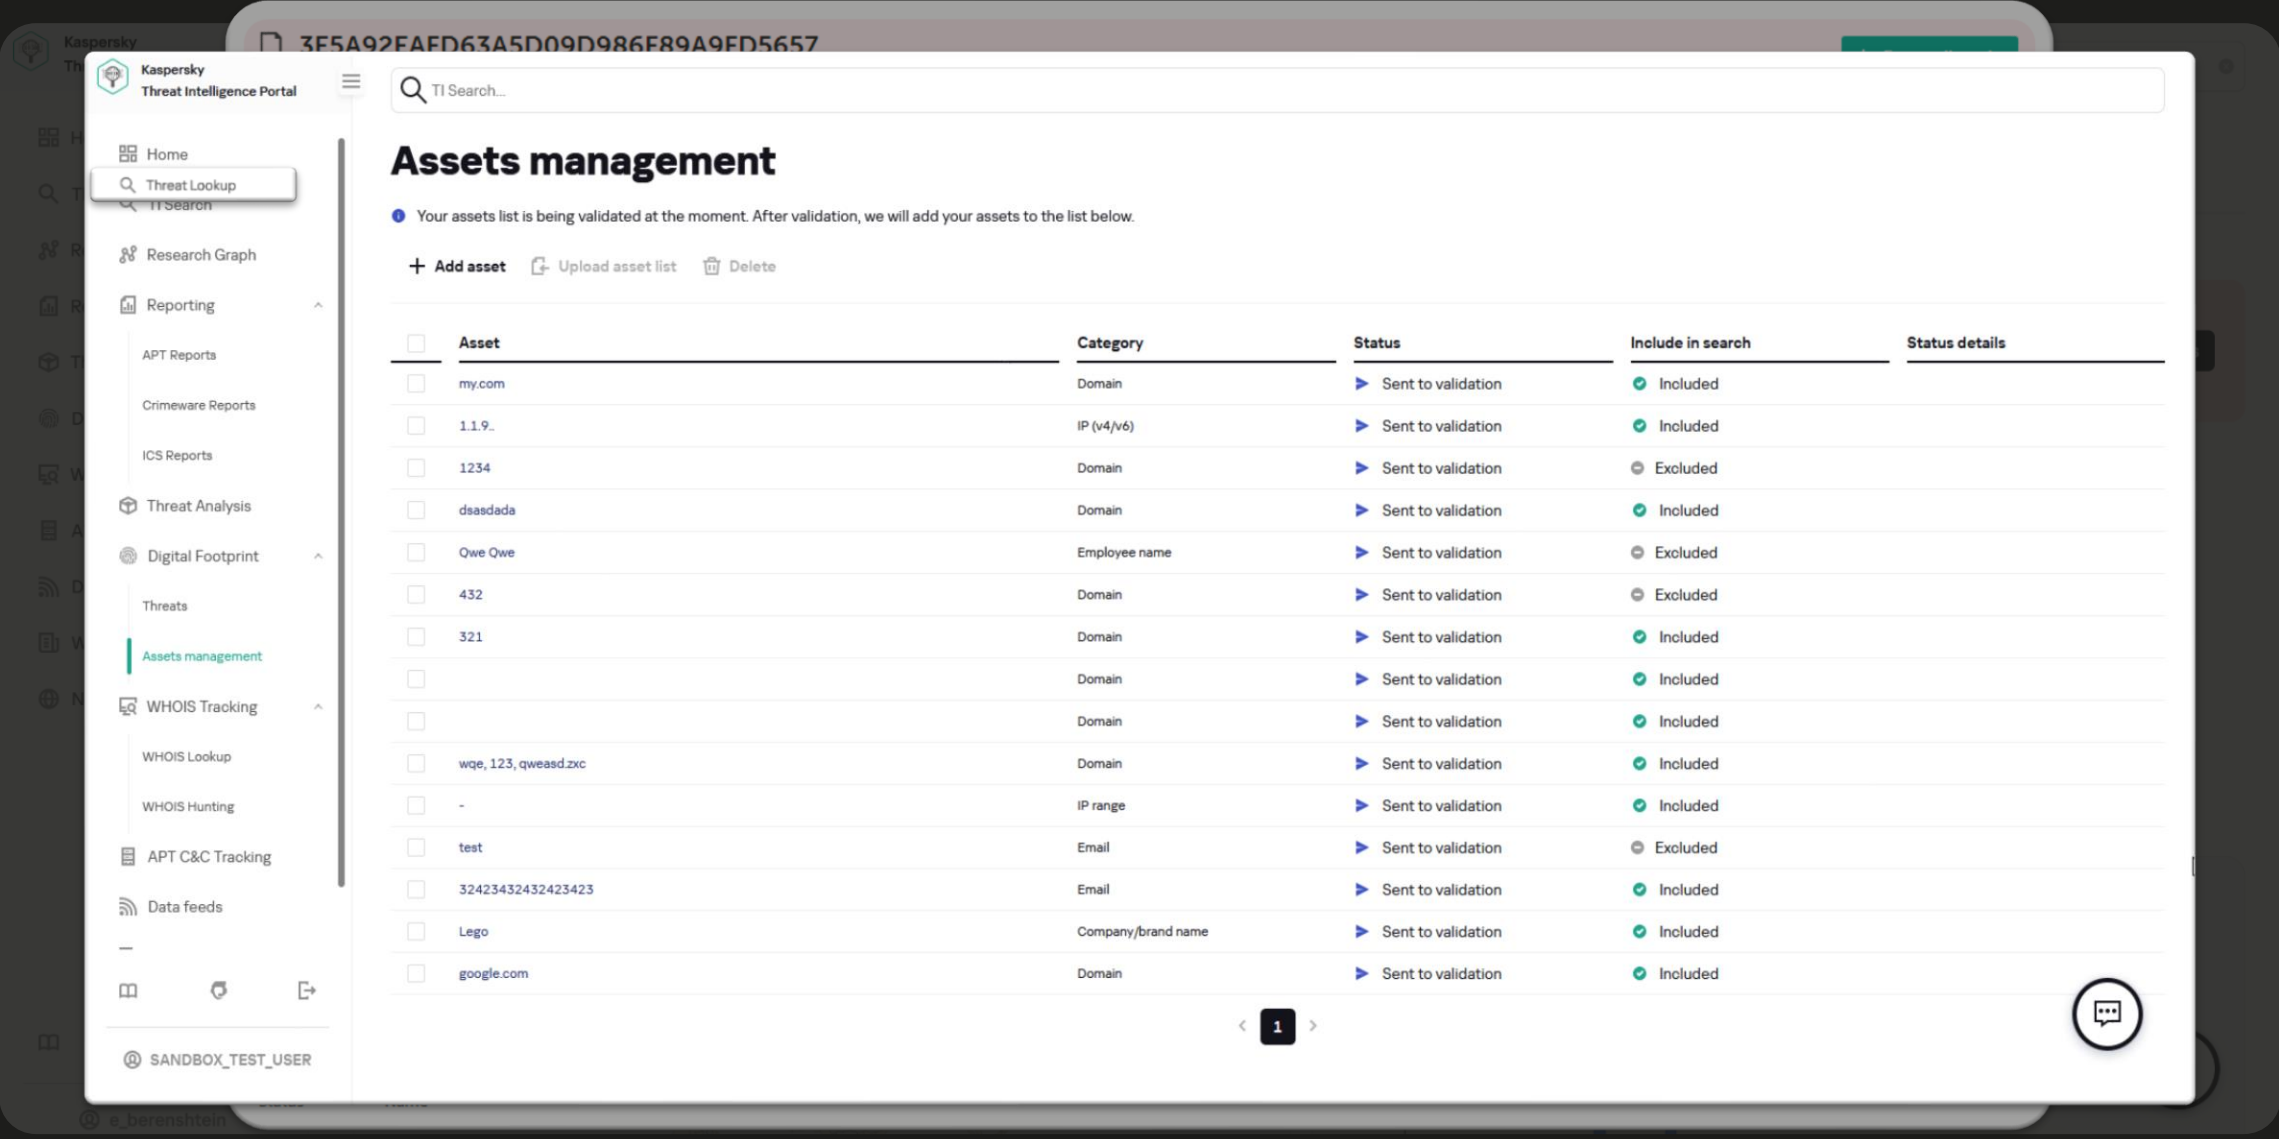 3F5A92FAFD63A5D09D986F89A9FD5657
Kaspersky
Kaspersky
Threat Intelligence Portal
TI Search...
Assets management
Your assets list is being validated at the moment. After validation, we will add your assets to the list below.
Add asset
Upload asset list
Delete
Home
Threat Lookup
TI Search
Research Graph
Reporting
APT Reports
Crimeware Reports
ICS Reports
Threat Analysis
Digital Footprint
Threats
Assets management
WHOIS Tracking
WHOIS Lookup
WHOIS Hunting
APT C&C Tracking
Data feeds
SANDBOX_TEST_USER
Asset Category Status Include in search Status details
my.com Domain Sent to validation Included
1.1.9.. IP (v4/v6) Sent to validation Included
1234 Domain Sent to validation Excluded
dsasdada Domain Sent to validation Included
Qwe Qwe Employee name Sent to validation Excluded
432 Domain Sent to validation Excluded
321 Domain Sent to validation Included
Domain Sent to validation Included
Domain Sent to validation Included
wqe, 123, qweasd.zxc Domain Sent to validation Included
- IP range Sent to validation Included
test Email Sent to validation Excluded
32423432432423423 Email Sent to validation Included
Lego Company/brand name Sent to validation Included
google.com Domain Sent to validation Included
1
e_berenshtein